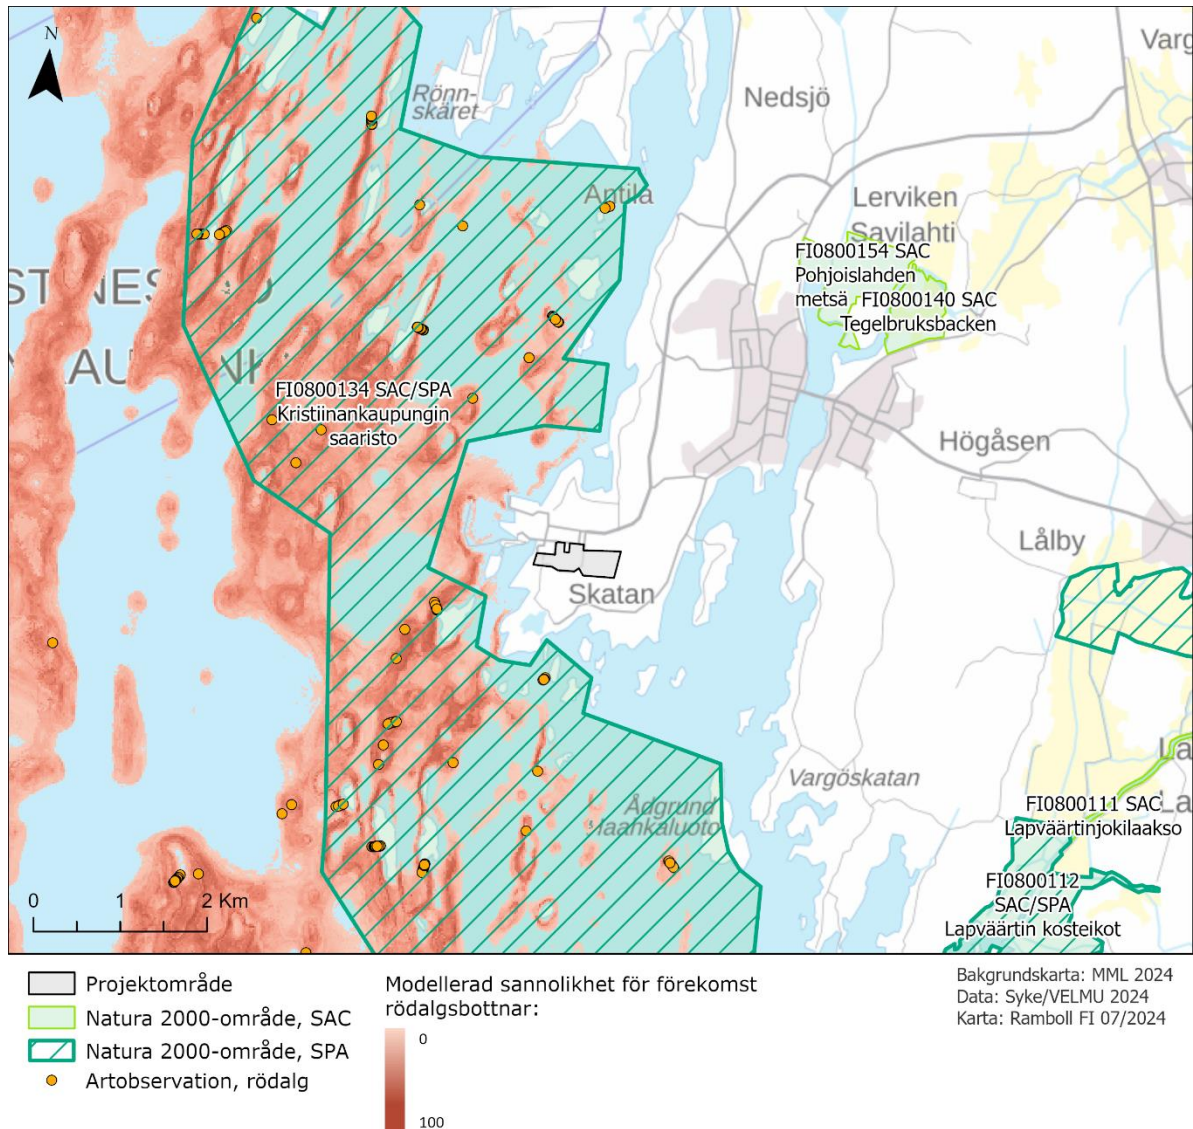 N
Rönn-
skäret
Nedsjö
Antila
Lerviken
Savilahti
FI0800154 SAC
Pohjoislahden
metsä
FI0800140 SAC
Tegelbruksbacken
FI0800134 SAC/SPA
Kristiinankaupungin
saaristo
Högåsen
Lålby
Skatan
Vargöskatan
Ådgrund
FI0800111 SAC
Lapväärtinjokilaakso
FI0800112
SAC/SPA
Lapväärtin kosteikot
0 1 2 Km
Projektområde
Natura 2000-område, SAC
Natura 2000-område, SPA
Artobservation, rödalg
Modellerad sannolikhet för förekomst
rödalgsbottnar:
0
100
Bakgrundskarta: MML 2024
Data: Syke/VELMU 2024
Karta: Ramboll FI 07/2024